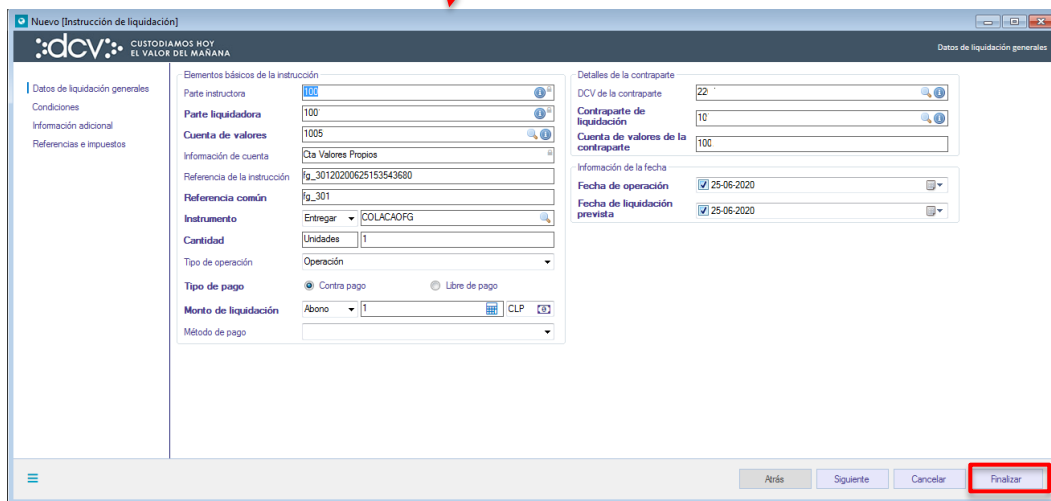 Nuevo [Instrucción de liquidación]
dcv CUSTODIAMOS HOY
EL VALOR DEL MAÑANA
Datos de liquidación generales
Datos de liquidación generales
Condiciones
Información adicional
Referencias e impuestos
Elementos básicos de la instrucción
Parte instructora 100
Parte liquidadora 100
Cuenta de valores 1005
Información de cuenta Cta Valores Propios
Referencia de la instrucción fg_30120200625153543680
Referencia común fg_301
Instrumento Entregar COLACAOFG
Cantidad Unidades 1
Tipo de operación Operación
Tipo de pago Contra pago Libre de pago
Monto de liquidación Abono 1 CLP
Método de pago
Detalles de la contraparte
DCV de la contraparte 22
Contraparte de
liquidación 10
Cuenta de valores de la
contraparte 100
Información de la fecha
Fecha de operación 25-06-2020
Fecha de liquidación
prevista 25-06-2020
Atrás Siguiente Cancelar Finalizar